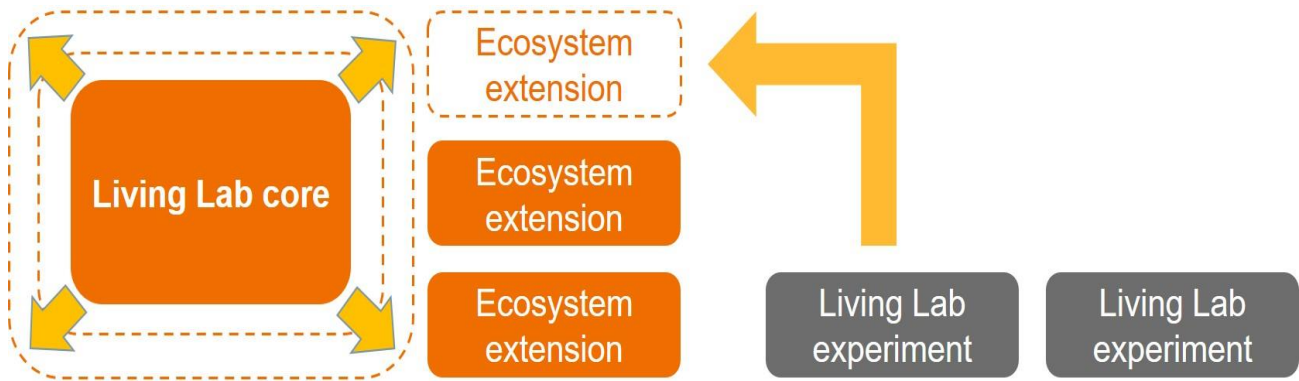 Living Lab core
Ecosystem
extension
Ecosystem
extension
Ecosystem
extension
Living Lab
experiment
Living Lab
experiment